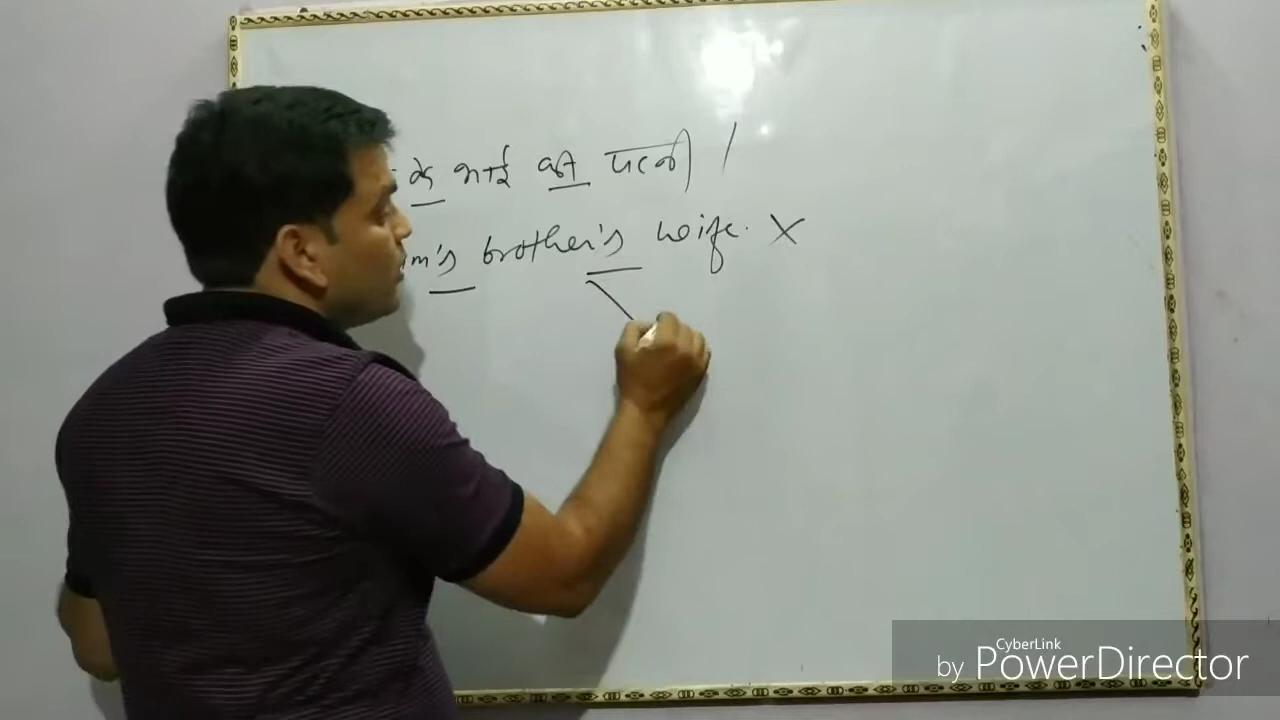 के भाई की पत्नी /
m's brother's wife. X
CyberLink
by PowerDirector